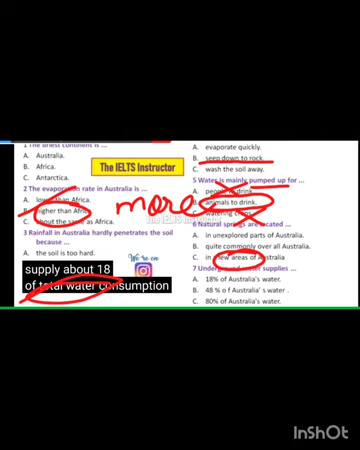 1 The driest continent is ...
A. Australia.
B. Africa.
C. Antarctica.
2 The evaporation rate in Australia is ...
A. lower than Africa.
B. higher than Africa.
C. about the same as Africa.
3 Rainfall in Australia hardly penetrates the soil
because ...
A. the soil is too hard.
The IELTS Instructor
more
The IELTS Instructor
We're on
supply about 18
of total water consumption
A. evaporate quickly.
B. seep down to rock.
C. wash the soil away.
5 Water is mainly pumped up for ...
A. people to drink.
B. animals to drink.
C. watering crops.
6 Natural springs are located ...
A. in unexplored parts of Australia.
B. quite commonly over all Australia.
C. in a few areas of Australia
7 Underground water supplies ...
A. 18% of Australia's water.
B. 48 % o f Australia' s water .
C. 80% of Australia's water.
InShOt